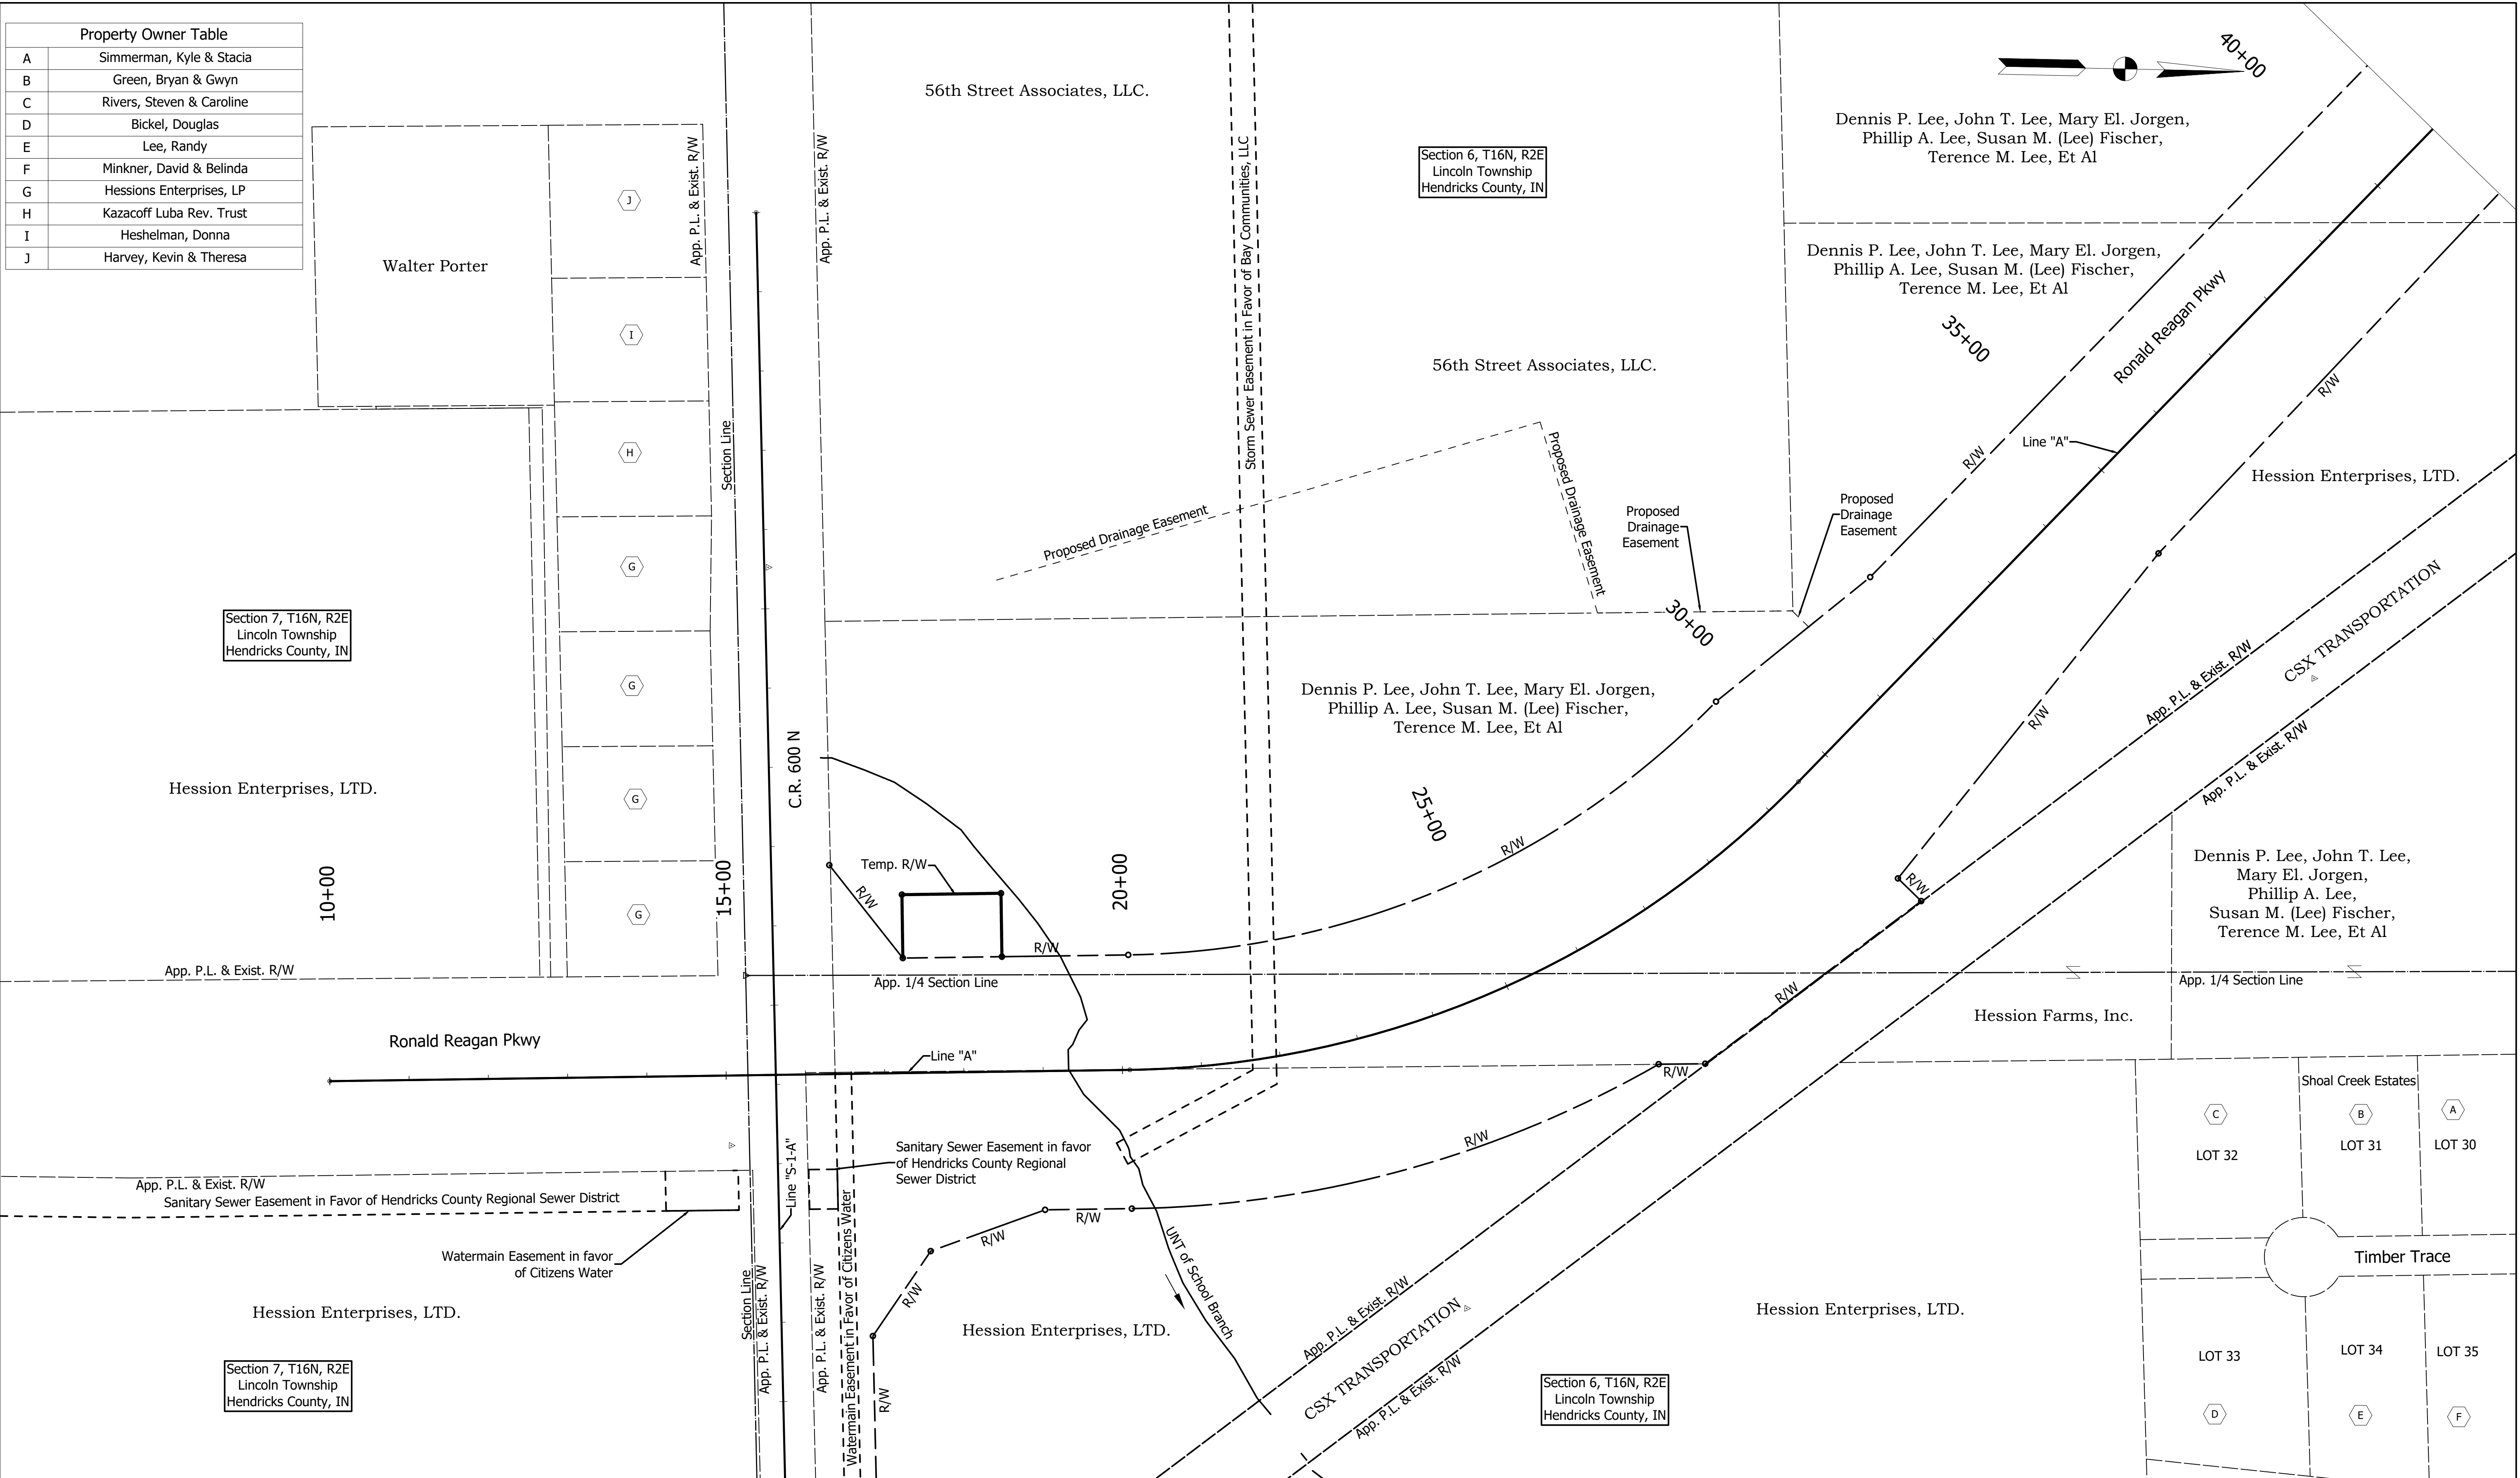 Property Owner Table
A Simmerman, Kyle & Stacia
B Green, Bryan & Gwyn
C Rivers, Steven & Caroline
D Bickel, Douglas
E Lee, Randy
F Minkner, David & Belinda
G Hessions Enterprises, LP
H Kazacoff Luba Rev. Trust
I Heshelman, Donna
J Harvey, Kevin & Theresa
Walter Porter
J
I
H
G
G
G
G
App. P.L. & Exist. R/W
Section Line
App. P.L. & Exist R/W
56th Street Associates, LLC.
Storm Sewer Easement in Favor of Bay Communities, LLC
Section 6, T16N, R2E
Lincoln Township
Hendricks County, IN
56th Street Associates, LLC.
Dennis P. Lee, John T. Lee, Mary El. Jorgen,
Phillip A. Lee, Susan M. (Lee) Fischer,
Terence M. Lee, Et Al
40+00
Dennis P. Lee, John T. Lee, Mary El. Jorgen,
Phillip A. Lee, Susan M. (Lee) Fischer,
Terence M. Lee, Et Al
35+00
Ronald Reagan Pkwy
R/W
Line "A"
R/W
Hession Enterprises, LTD.
Proposed Drainage Easement
Proposed Drainage Easement
Proposed
Drainage
Easement
Proposed
Drainage
Easement
30+00
Section 7, T16N, R2E
Lincoln Township
Hendricks County, IN
Hession Enterprises, LTD.
C.R. 600 N
Dennis P. Lee, John T. Lee, Mary El. Jorgen,
Phillip A. Lee, Susan M. (Lee) Fischer,
Terence M. Lee, Et Al
25+00
R/W
R/W
App. P.L. & Exist. R/W
CSX TRANSPORTATION
App. P.L. & Exist. R/W
10+00
15+00
Temp. R/W
R/W
R/W
20+00
R/W
Dennis P. Lee, John T. Lee,
Mary El. Jorgen,
Phillip A. Lee,
Susan M. (Lee) Fischer,
Terence M. Lee, Et Al
App. P.L. & Exist. R/W
App. 1/4 Section Line
App. 1/4 Section Line
R/W
Hession Farms, Inc.
Ronald Reagan Pkwy
Line "A"
R/W
Shoal Creek Estates
C
B
A
LOT 32
LOT 31
LOT 30
Sanitary Sewer Easement in favor
of Hendricks County Regional
Sewer District
R/W
App. P.L. & Exist. R/W
Sanitary Sewer Easement in Favor of Hendricks County Regional Sewer District
Line "S-1-A"
R/W
R/W
R/W
R/W
UNT of School Branch
Watermain Easement in favor
of Citizens Water
Timber Trace
Section Line
App. P.L. & Exist. R/W
App. P.L. & Exist. R/W
Watermain Easement in Favor of Citizens Water
Hession Enterprises, LTD.
Hession Enterprises, LTD.
App. P.L. & Exist. R/W
CSX TRANSPORTATION
App. P.L. & Exist. R/W
Hession Enterprises, LTD.
LOT 33
LOT 34
LOT 35
Section 7, T16N, R2E
Lincoln Township
Hendricks County, IN
Section 6, T16N, R2E
Lincoln Township
Hendricks County, IN
D
E
F